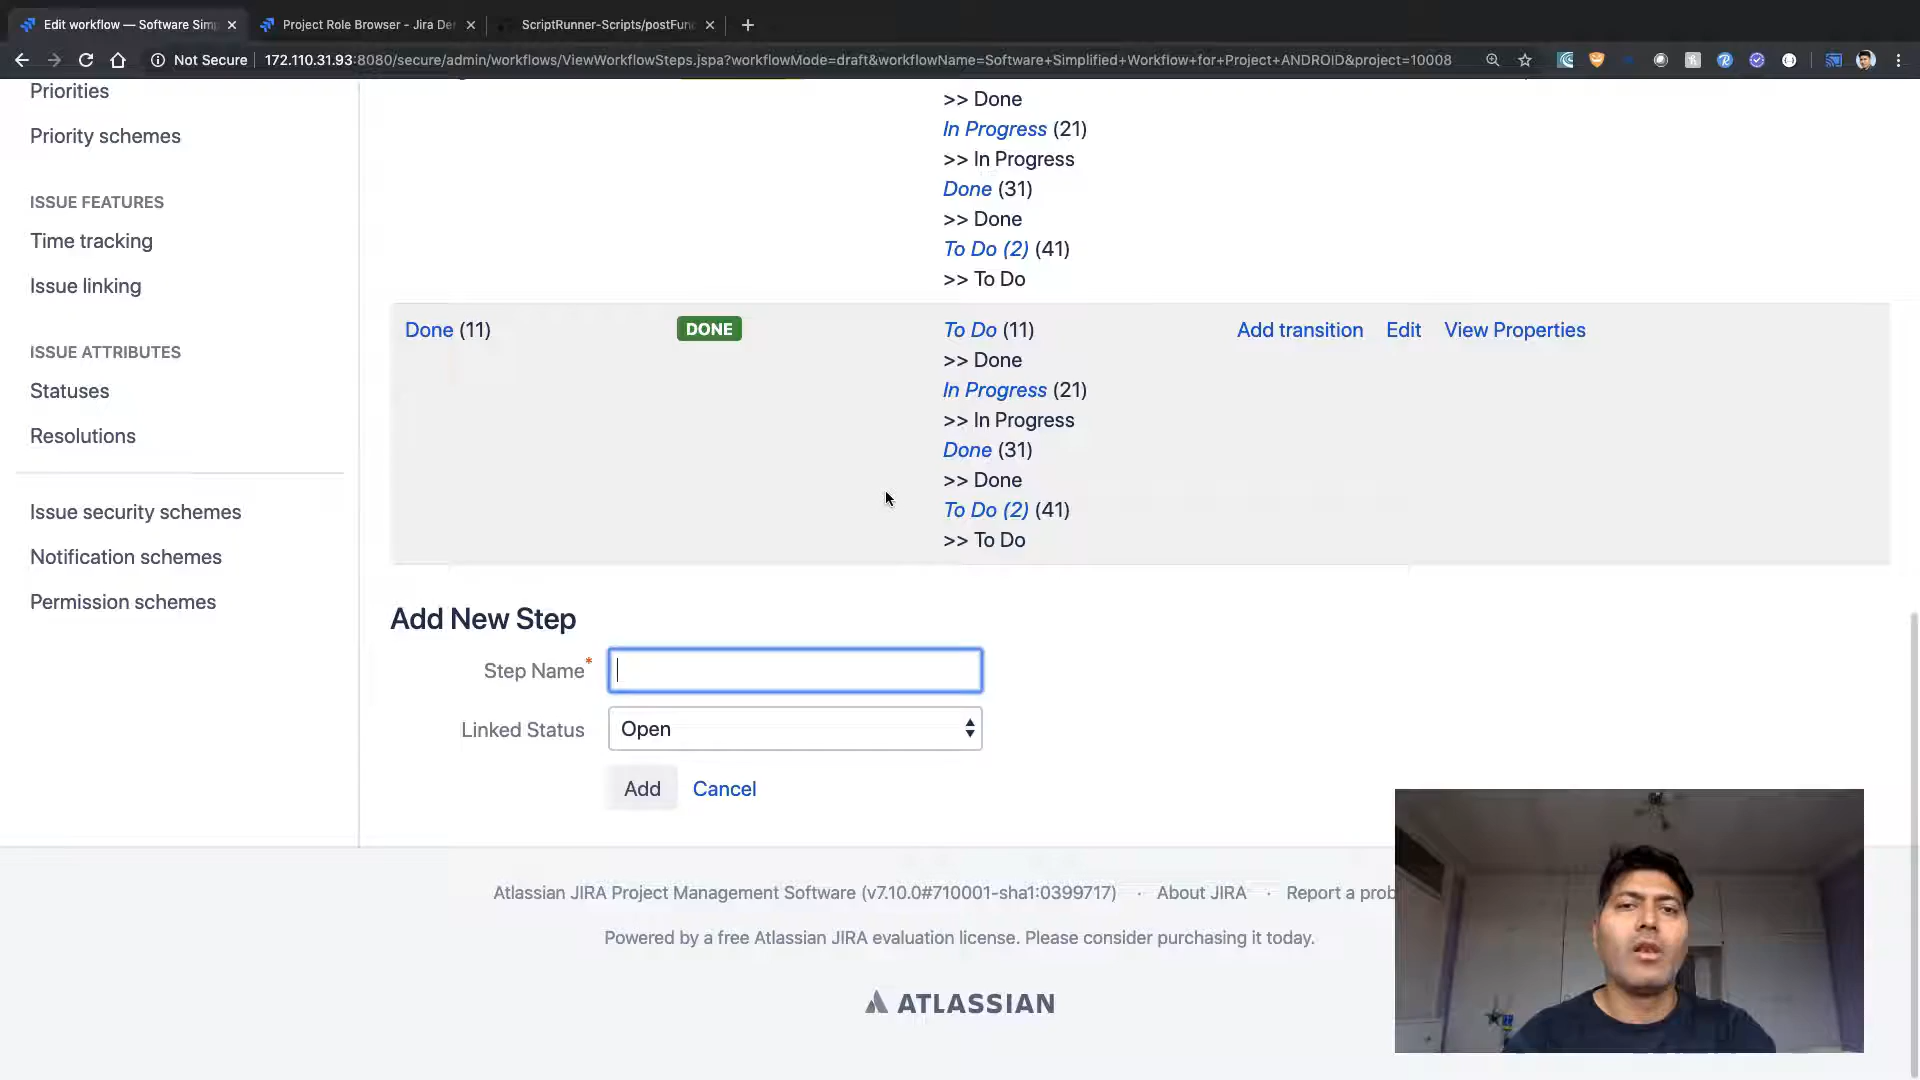 Edit workflow — Software Sim
Project Role Browser - Jira De
ScriptRunner-Scripts/postFun
Not Secure
172.110.31.93:8080/secure/admin/workflows/ViewWorkflowSteps.jspa?workflowMode=draft&workflowName=Software+Simplified+Workflow+for+Project+ANDROID&project=10008
Priorities
Priority schemes
ISSUE FEATURES
Time tracking
Issue linking
ISSUE ATTRIBUTES
Statuses
Resolutions
Issue security schemes
Notification schemes
Permission schemes
>> Done
In Progress (21)
>> In Progress
Done (31)
>> Done
To Do (2) (41)
>> To Do
Done (11)
DONE
To Do (11)
>> Done
In Progress (21)
>> In Progress
Done (31)
>> Done
To Do (2) (41)
>> To Do
Add transition Edit View Properties
Add New Step
Step Name*
Linked Status Open
Add Cancel
Atlassian JIRA Project Management Software (v7.10.0#710001-sha1:0399717) · About JIRA · Report a prob
Powered by a free Atlassian JIRA evaluation license. Please consider purchasing it today.
ATLASSIAN